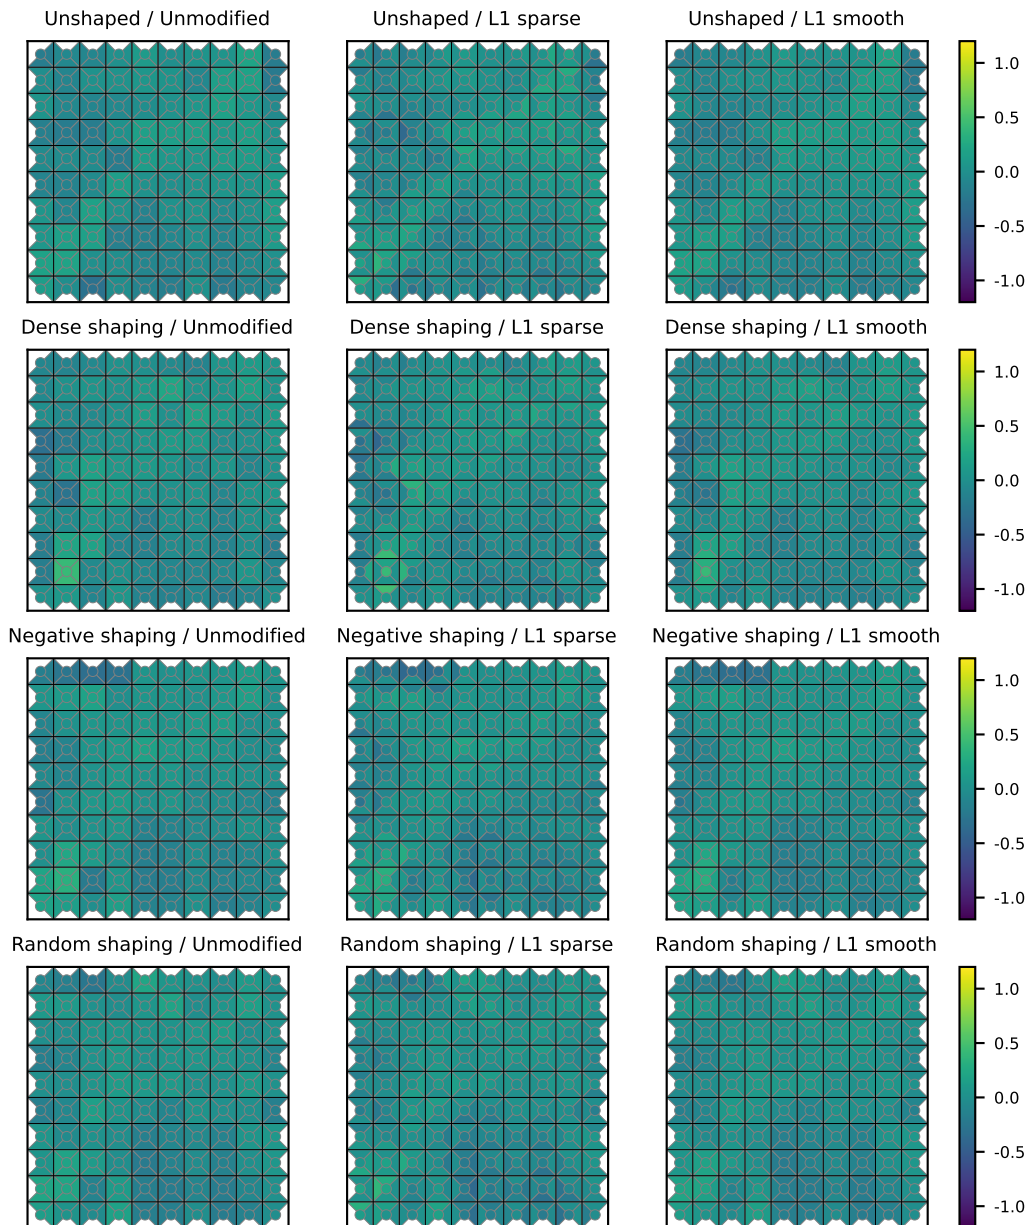 Unshaped / Unmodified
Unshaped / L1 sparse
Unshaped / L1 smooth
1.0
0.5
0.0
-0.5
-1.0
Dense shaping / Unmodified
Dense shaping / L1 sparse
Dense shaping / L1 smooth
1.0
0.5
0.0
-0.5
-1.0
Negative shaping / Unmodified
Negative shaping / L1 sparse
Negative shaping / L1 smooth
1.0
0.5
0.0
-0.5
-1.0
Random shaping / Unmodified
Random shaping / L1 sparse
Random shaping / L1 smooth
1.0
0.5
0.0
-0.5
-1.0